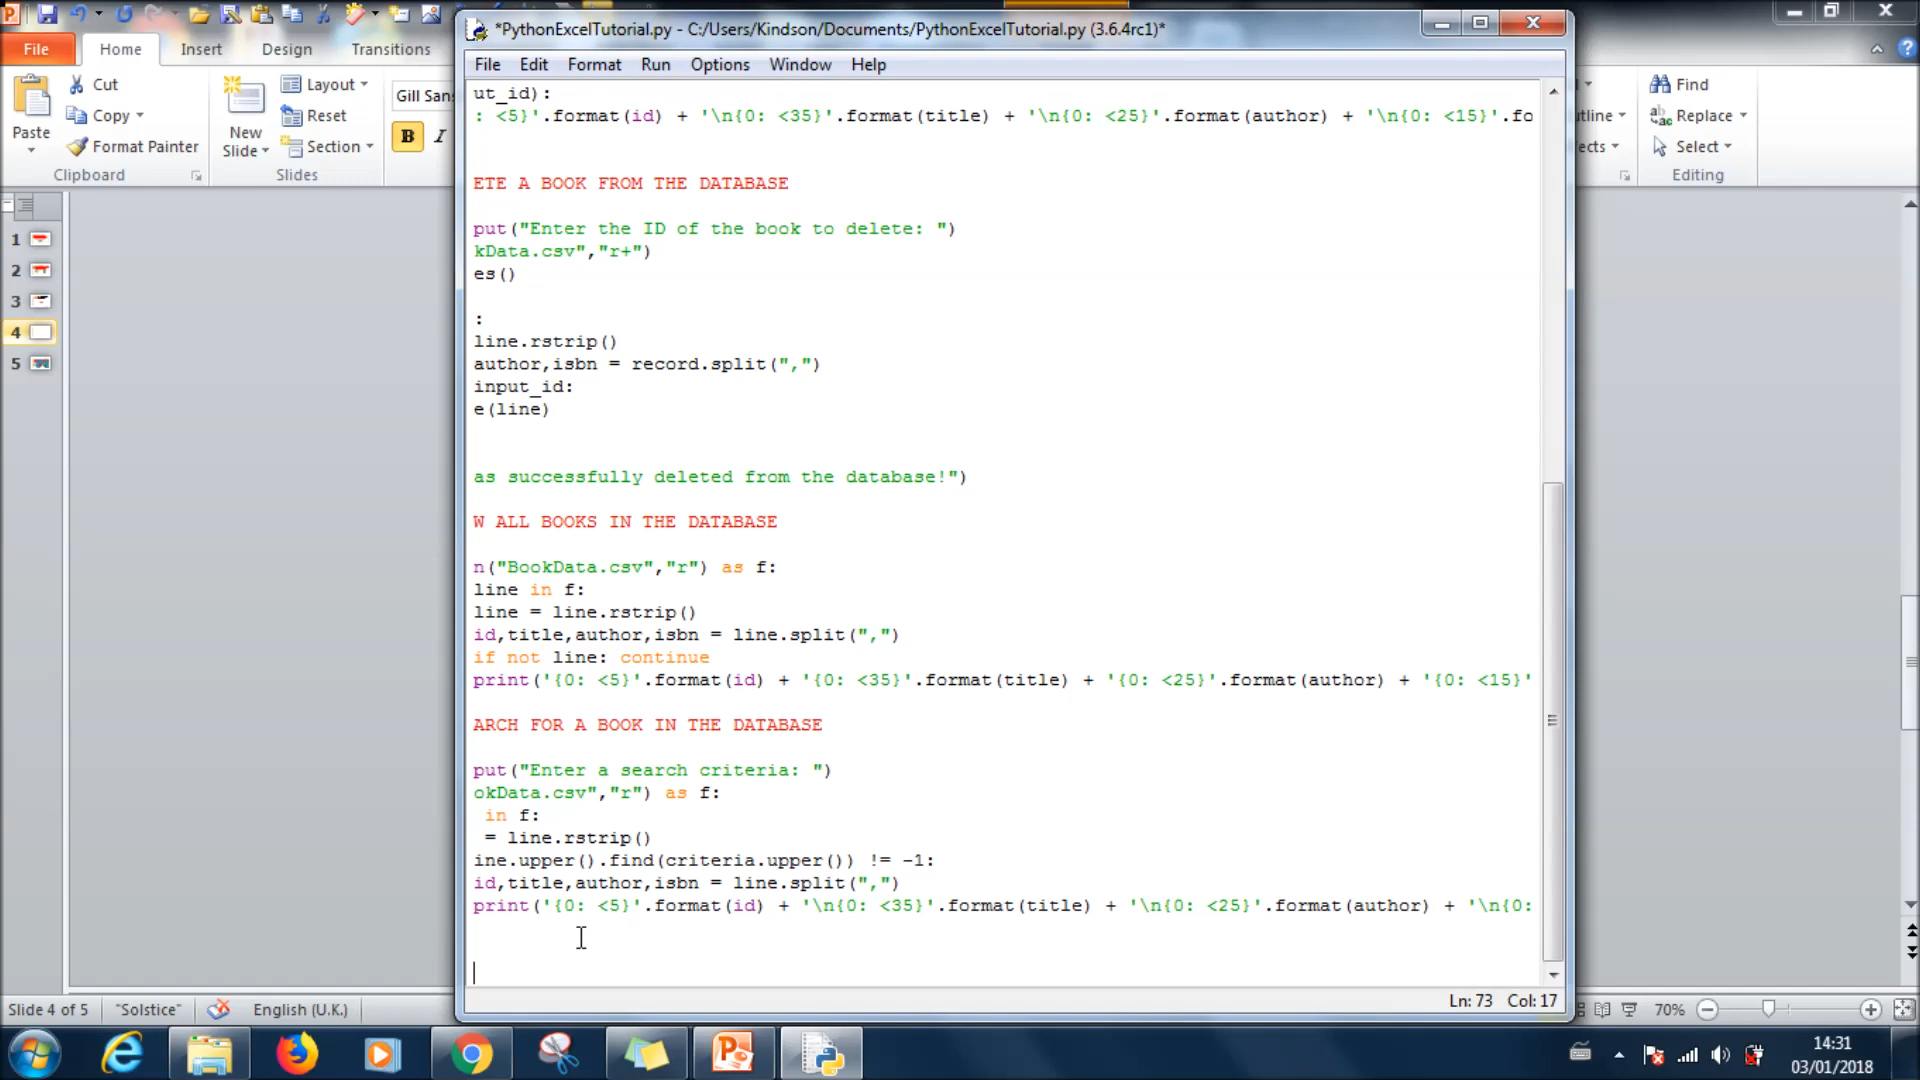 *PythonExcelTutorial.py - C:/Users/Kindson/Documents/PythonExcelTutorial.py (3.6.4rc1)*
File Home Insert Design Transitions
File Edit Format Run Options Window Help
Cut
Copy
Format Painter
Paste
Clipboard
New
Slide
Layout
Reset
Section
Slides
Gill San
B I
Find
Replace
Select
Editing
utline
ects
1
2
3
4
5
ut_id):
: <5}'.format(id) + '\n{0: <35}'.format(title) + '\n{0: <25}'.format(author) + '\n{0: <15}'.fo
ETE A BOOK FROM THE DATABASE
put("Enter the ID of the book to delete: ")
kData.csv","r+")
es()
:
line.rstrip()
author,isbn = record.split(",")
input_id:
e(line)
as successfully deleted from the database!")
W ALL BOOKS IN THE DATABASE
n("BookData.csv","r") as f:
line in f:
line = line.rstrip()
id,title,author,isbn = line.split(",")
if not line: continue
print('{0: <5}'.format(id) + '{0: <35}'.format(title) + '{0: <25}'.format(author) + '{0: <15}'
ARCH FOR A BOOK IN THE DATABASE
put("Enter a search criteria: ")
okData.csv","r") as f:
in f:
= line.rstrip()
ine.upper().find(criteria.upper()) != -1:
id,title,author,isbn = line.split(",")
print('{0: <5}'.format(id) + '\n{0: <35}'.format(title) + '\n{0: <25}'.format(author) + '\n{0:
Ln: 73 Col: 17
Slide 4 of 5 "Solstice" English (U.K.) 70%
14:31
03/01/2018